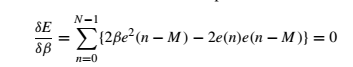 δE/δβ = ∑_{n=0}^{N−1} {2βe²(n − M) − 2e(n)e(n − M)} = 0